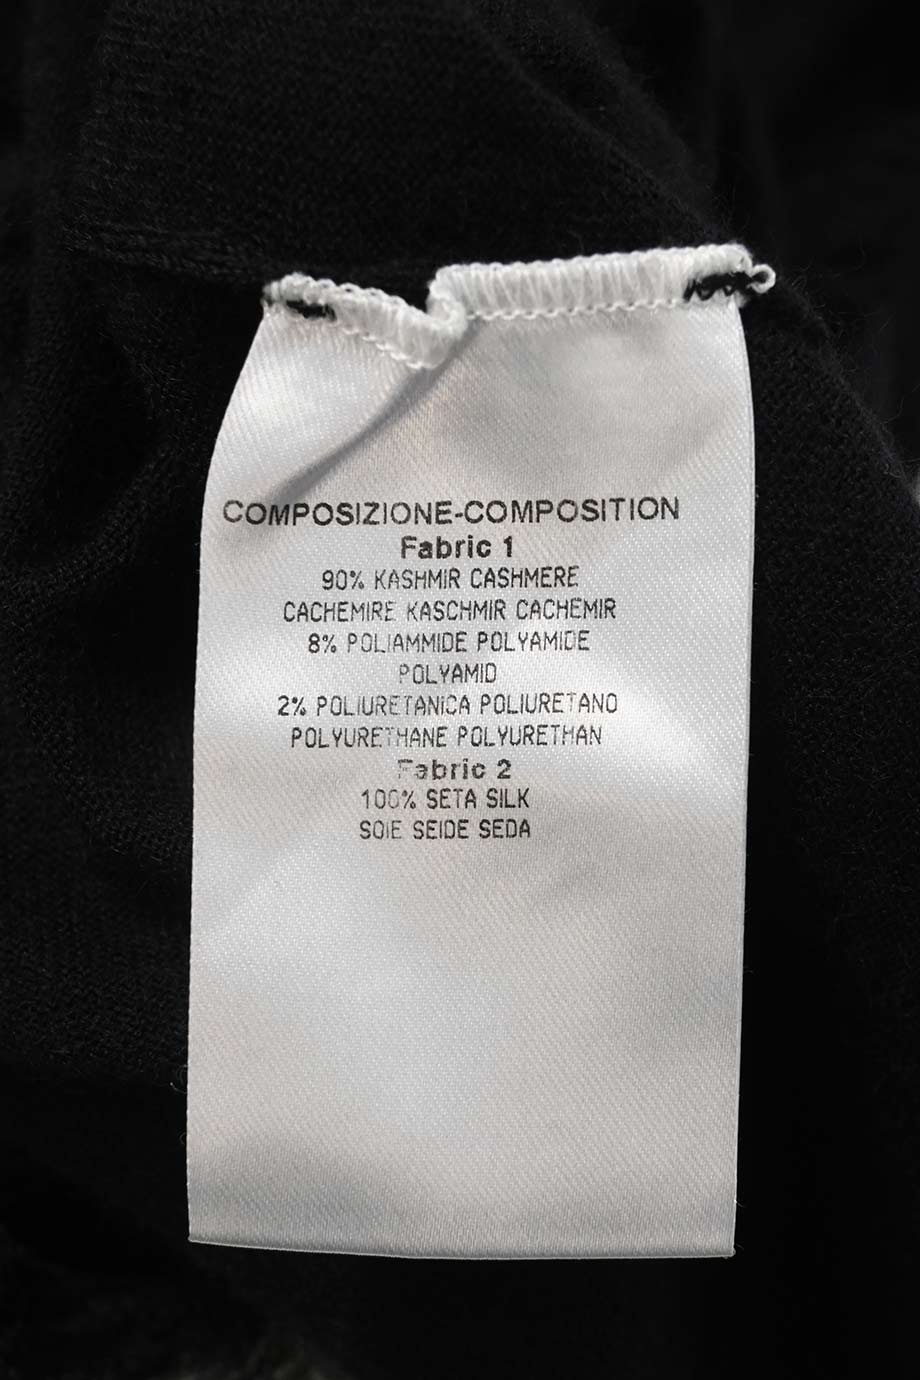 COMPOSIZIONE-COMPOSITION
Fabric 1
90% KASHMIR CASHMERE
CACHEMIRE KASCHMIR CACHEMIR
8% POLIAMMIDE POLYAMIDE
POLYAMID
2% POLIURETANICA POLIURETANO
POLYURETHANE POLYURETHAN
Fabric 2
100% SETA SILK
SOIE SEIDE SEDA